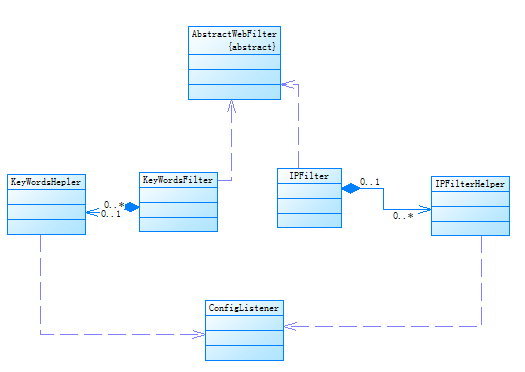 AbstractWebFilter
{abstract}
KeyWordsHepler
KeyWordsFilter
IPFilter
IPFilterHelper
0..1
0..*
0..*
0..1
ConfigListener